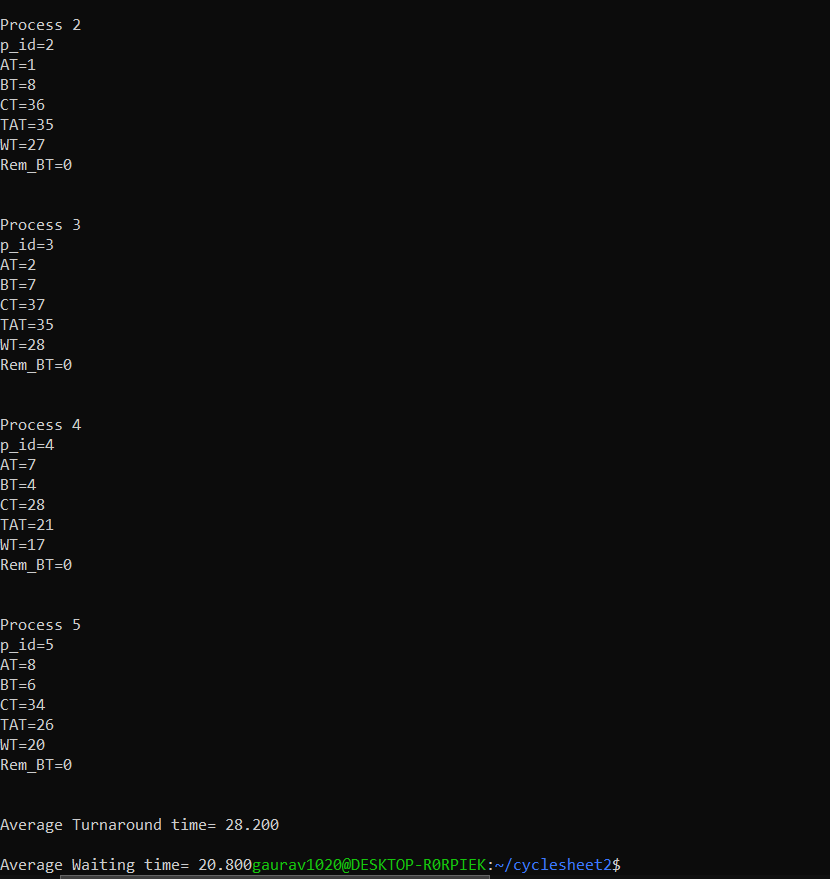 Process 2
p_id=2
AT=1
BT=8
CT=36
TAT=35
WT=27
Rem_BT=0
Process 3
p_id=3
AT=2
BT=7
CT=37
TAT=35
WT=28
Rem_BT=0
Process 4
p_id=4
AT=7
BT=4
CT=28
TAT=21
WT=17
Rem_BT=0
Process 5
p_id=5
AT=8
BT=6
CT=34
TAT=26
WT=20
Rem_BT=0
Average Turnaround time= 28.200
Average Waiting time= 20.800gaurav1020@DESKTOP-R0RPIEK:~/cyclesheet2$